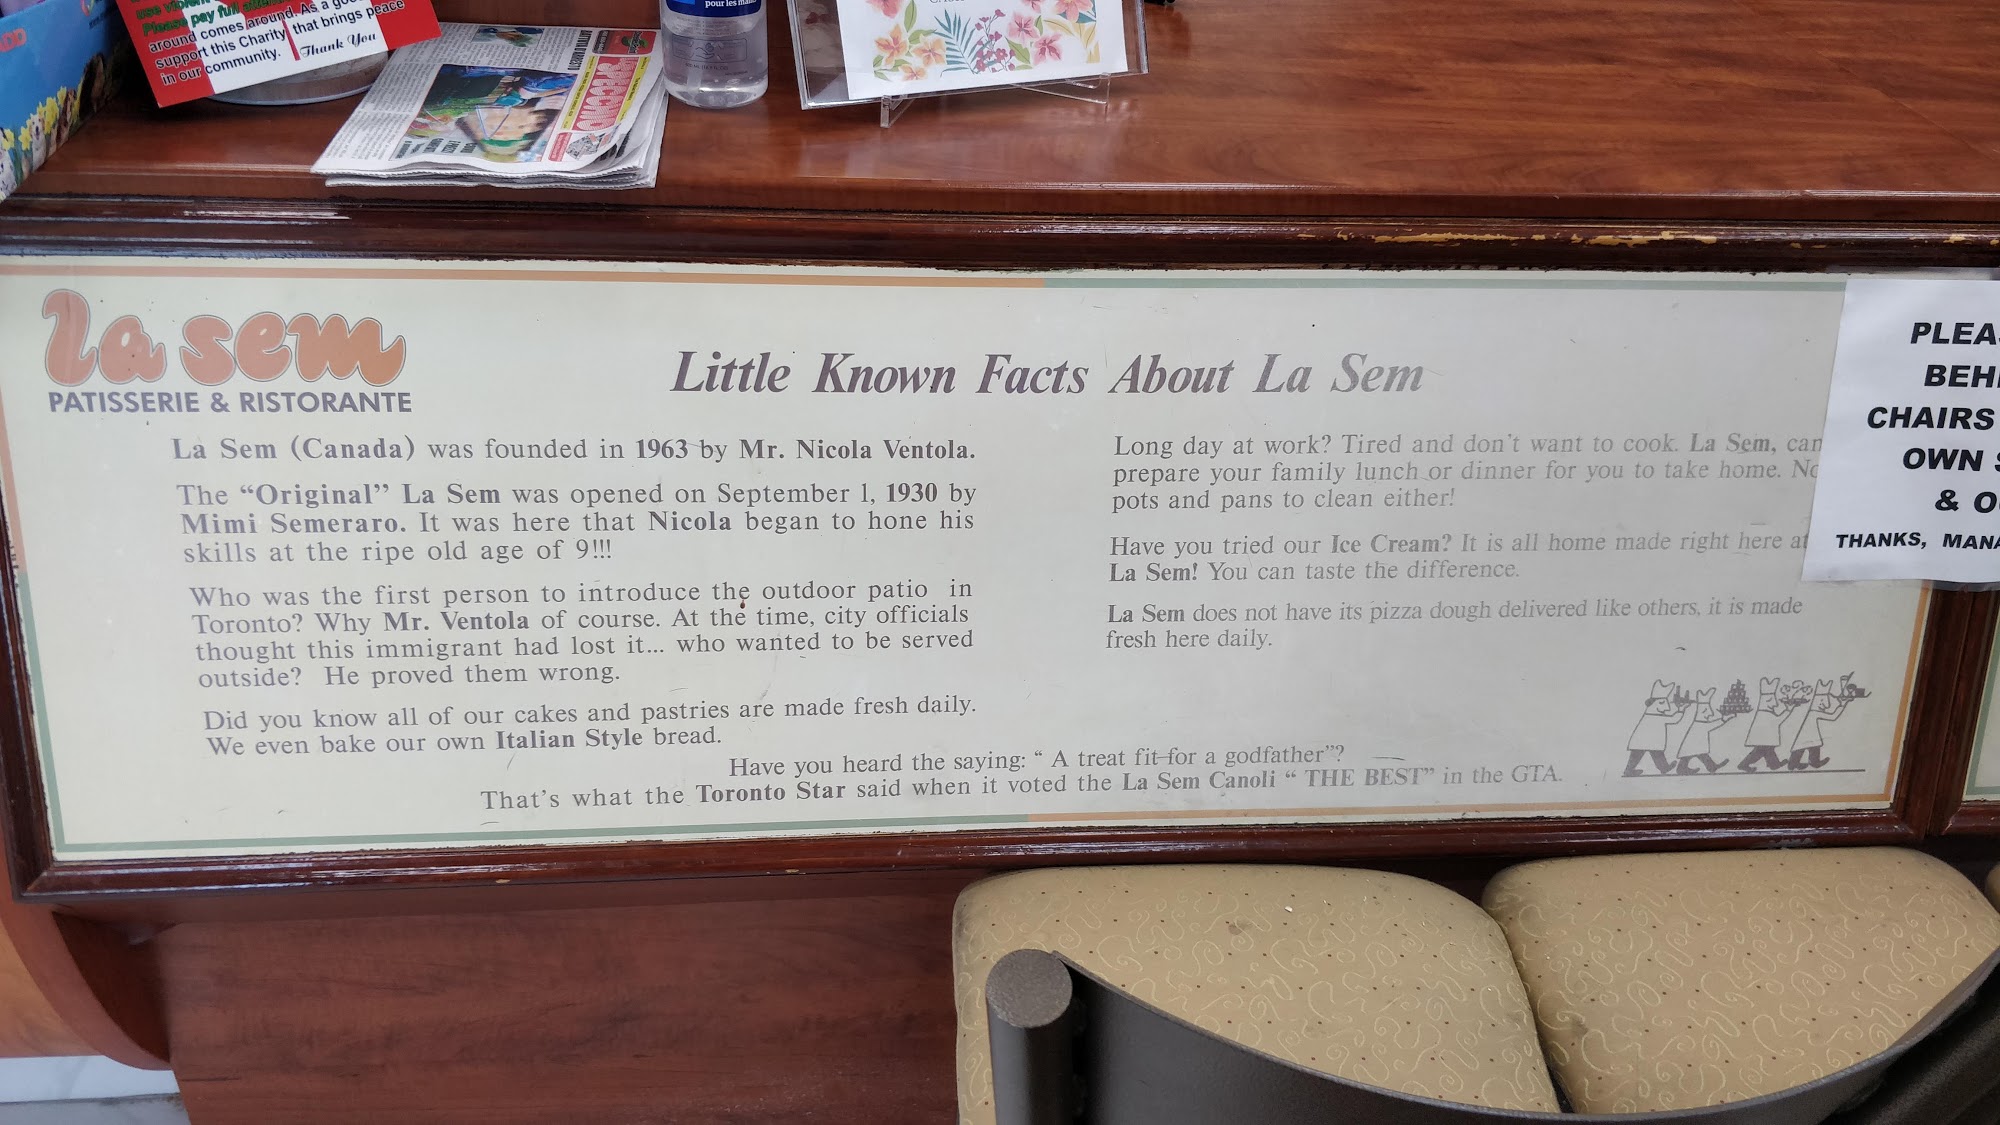 around comes around. As a
support this Charity that brings peace
in our community.
Thank You
la sem
PATISSERIE & RISTORANTE
Little Known Facts About La Sem
La Sem (Canada) was founded in 1963 by Mr. Nicola Ventola.
The “Original” La Sem was opened on September 1, 1930 by
Mimi Semeraro. It was here that Nicola began to hone his
skills at the ripe old age of 9!!!
Who was the first person to introduce the outdoor patio in
Toronto? Why Mr. Ventola of course. At the time, city officials
thought this immigrant had lost it... who wanted to be served
outside? He proved them wrong.
Did you know all of our cakes and pastries are made fresh daily.
We even bake our own Italian Style bread.
Long day at work? Tired and don't want to cook. La Sem, can
prepare your family lunch or dinner for you to take home. No
pots and pans to clean either!
Have you tried our Ice Cream? It is all home made right here at
La Sem! You can taste the difference.
La Sem does not have its pizza dough delivered like others, it is made
fresh here daily.
Have you heard the saying: “ A treat fit for a godfather”?
That's what the Toronto Star said when it voted the La Sem Canoli “ THE BEST” in the GTA.
PLEA
BEH
CHAIRS
OWN
&
THANKS, MANA